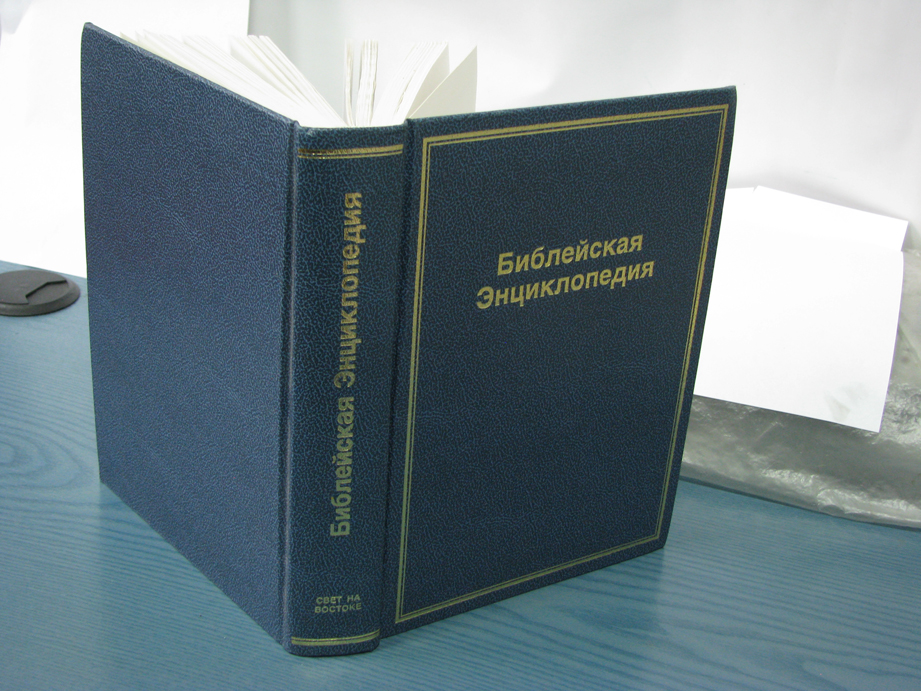 Библейская
Энциклопедия
Библейская Энциклопедия
СВЕТ НА
ВОСТОКЕ